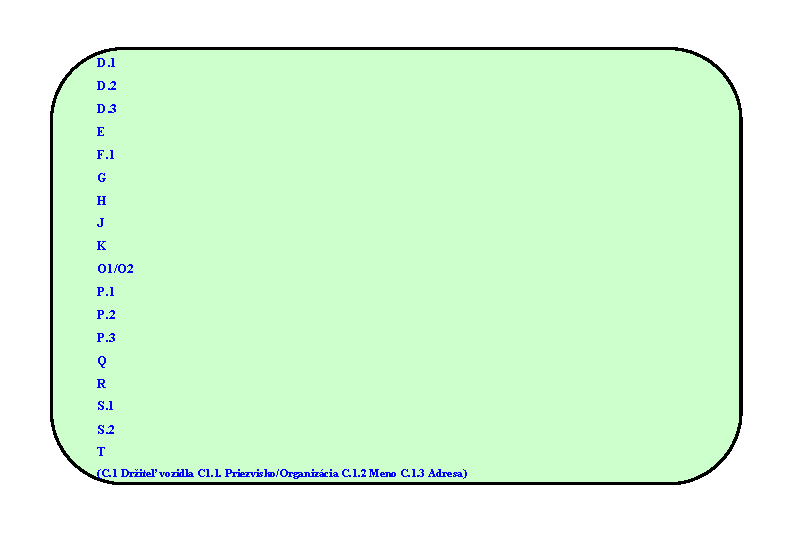 D.1
D.2
D.3
E
F.1
G
H
J
K
O1/O2
P.1
P.2
P.3
Q
R
S.1
S.2
T
(C.1 Držiteľ vozidla C1.1. Priezvisko/Organizácia C.1.2 Meno C.1.3 Adresa)